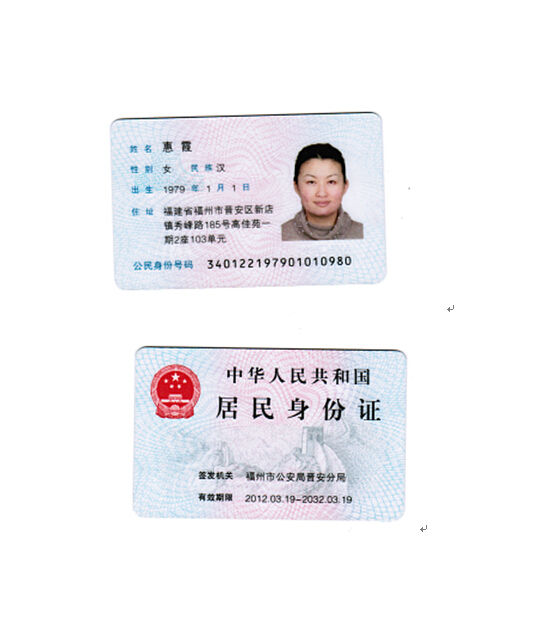 姓名 惠霞
性别 女 民族 汉
出生 1979 年 1 月 1 日
住址 福建省福州市晋安区新店
镇秀峰路185号高佳苑一
期2座103单元
公民身份号码 340122197901010980
中华人民共和国
居民身份证
签发机关 福州市公安局晋安分局
有效期限 2012.03.19-2032.03.19